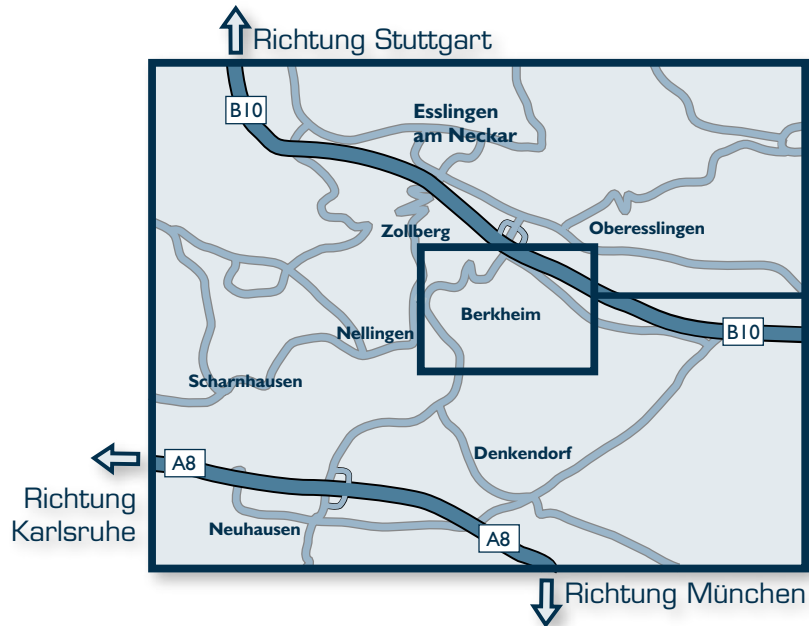 Richtung Stuttgart
B10
Esslingen
am Neckar
Zollberg
Oberesslingen
Berkheim
Nellingen
B10
Scharnhausen
Denkendorf
A8
Richtung
Karlsruhe
Neuhausen
A8
Richtung München